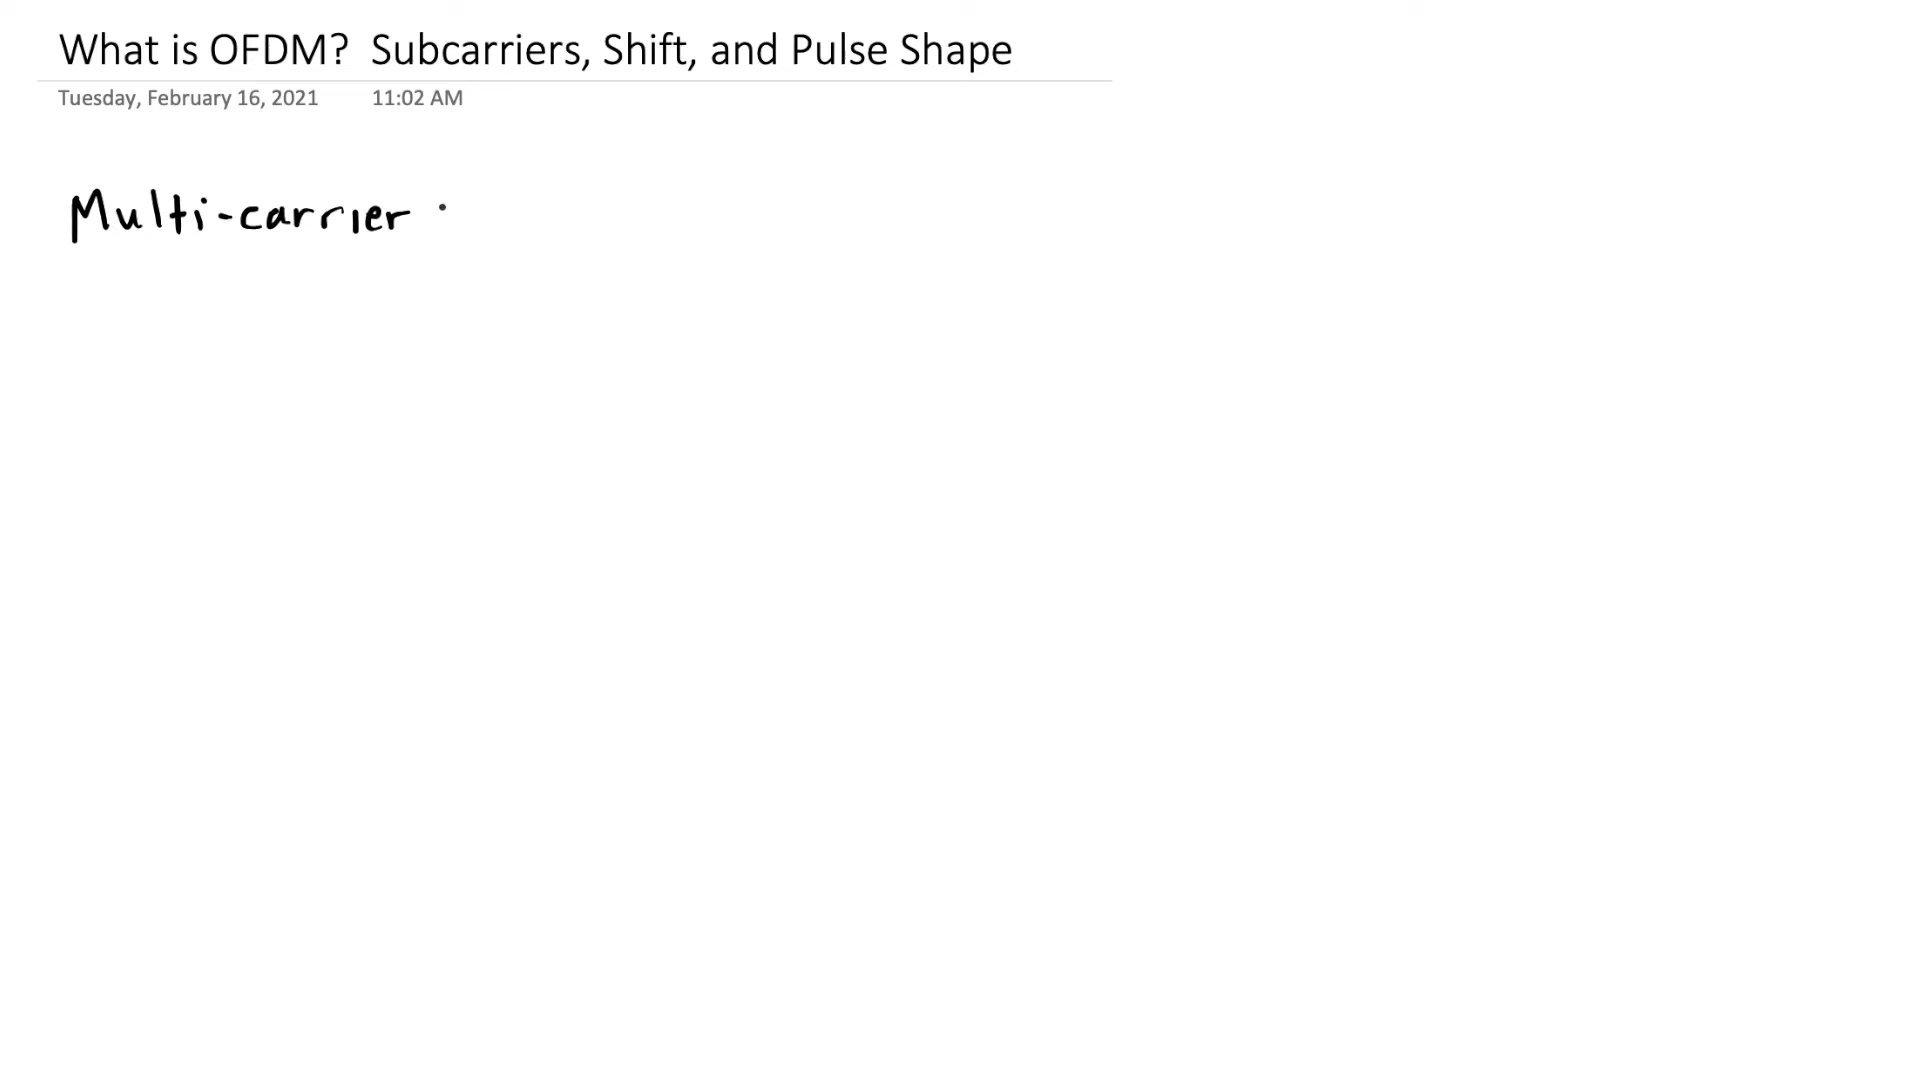 What is OFDM? Subcarriers, Shift, and Pulse Shape
Tuesday, February 16, 2021 11:02 AM
Multi-carrier